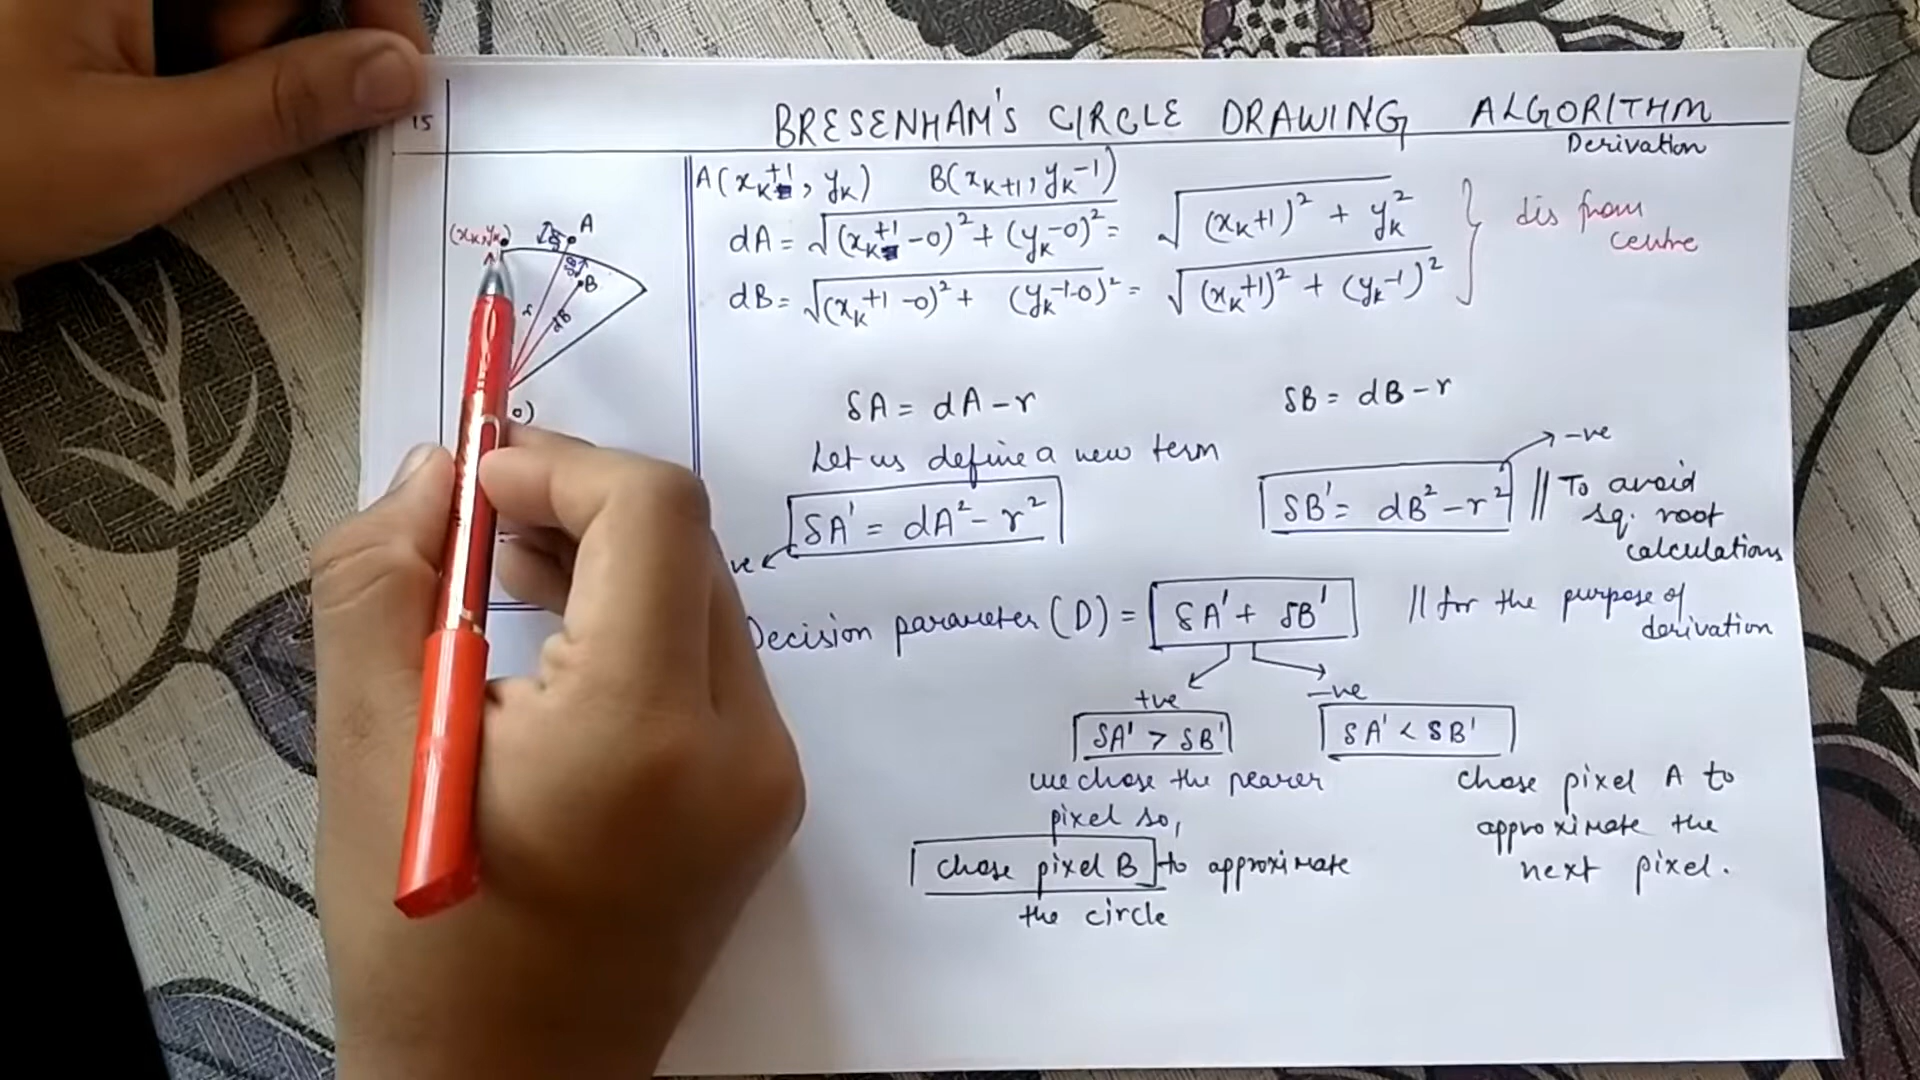 15
BRESENHAM'S CIRCLE DRAWING ALGORITHM
Derivation
A(xₖ+1, yₖ) B(xₖ+1, yₖ-1)
dA = √(xₖ+1 -0)² + (yₖ-0)² = √(xₖ+1)² + yₖ²
dB = √(xₖ+1 -0)² + (yₖ-1-0)² = √(xₖ+1)² + (yₖ-1)²
dis from
centre
(xₖ, yₖ)
A
B
r
dB
0)
δA = dA - r δB = dB - r
Let us define a new term
-ve
δA' = dA² - r² δB' = dB² - r² // To avoid
sq. root
calculations
ve
Decision parameter (D) = δA' + δB' // for the purpose of
derivation
+ve -ve
δA' > δB' δA' < δB'
we chose the nearer
pixel so,
chose pixel B to approximate
the circle
chose pixel A to
approximate the
next pixel.